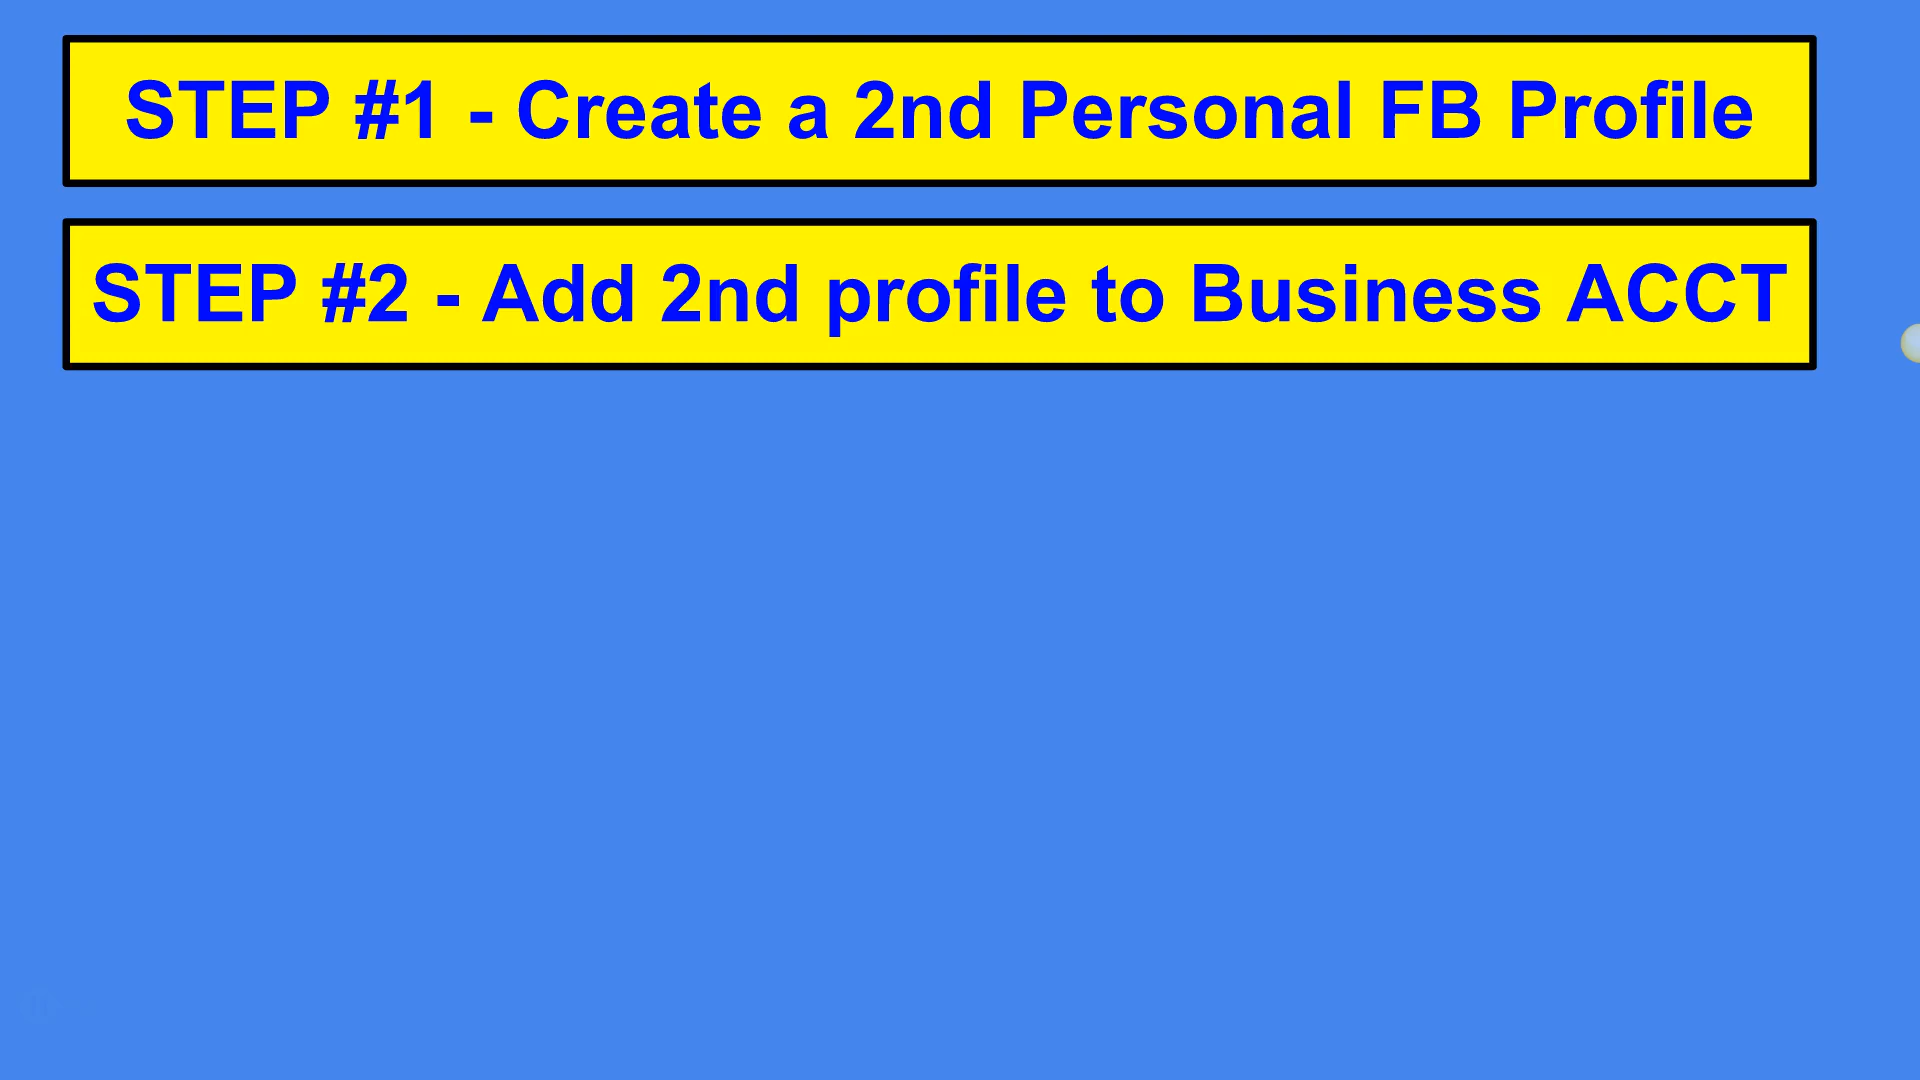 STEP #1 - Create a 2nd Personal FB Profile
STEP #2 - Add 2nd profile to Business ACCT